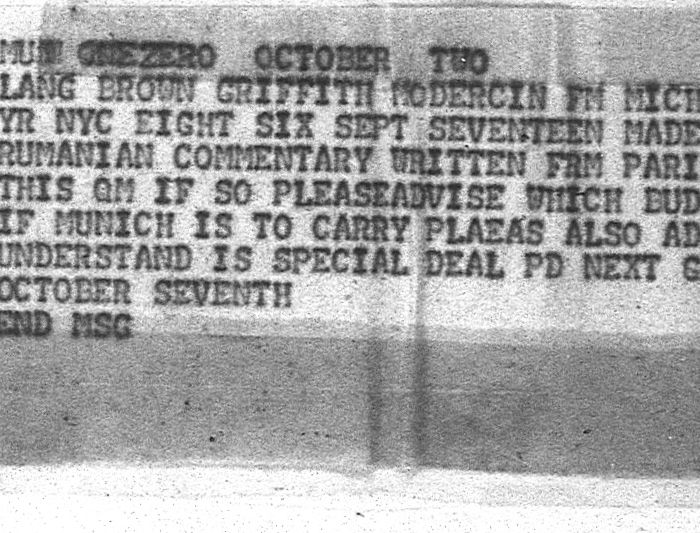 MUN ONEZERO OCTOBER TWO
LANG BROWN GRIFFITH MODERCIN FM MICH
YR NYC EIGHT SIX SEPT SEVENTEEN MADE
RUMANIAN COMMENTARY WRITTEN FRM PARI
THIS QM IF SO PLEASEADVISE WHICH BUD
IF MUNICH IS TO CARRY PLAEAS ALSO AD
UNDERSTAND IS SPECIAL DEAL PD NEXT
OCTOBER SEVENTH
END MSG